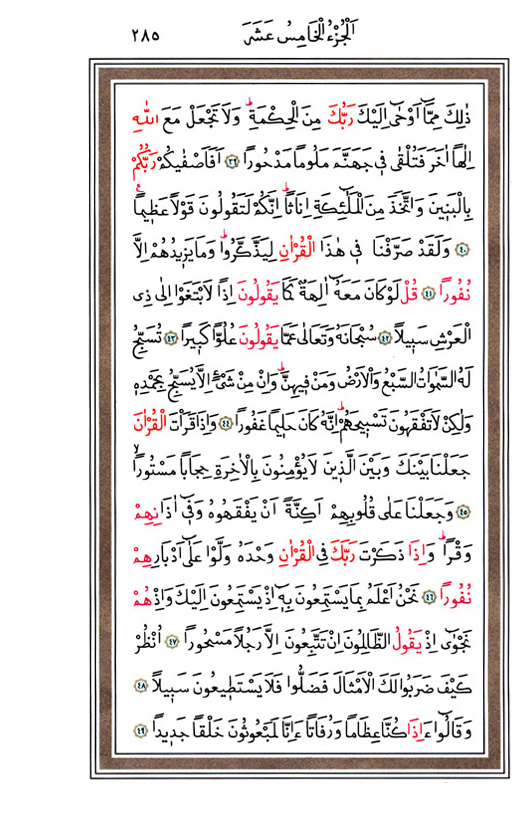 اَلْجُزْءُ الْخَامِسُ عَشَرَ ٢٨٥
ذٰلِكَ مِمَّٓا اَوْحٰٓى اِلَيْكَ رَبُّكَ مِنَ الْحِكْمَةِۜ وَلَا تَجْعَلْ مَعَ اللّٰهِ
اِلٰهًا اٰخَرَ فَتُلْقٰى ف۪ي جَهَنَّمَ مَلُومًا مَدْحُورًا ﴿٣٩﴾ اَفَاَصْفٰيكُمْ رَبُّكُمْ
بِالْبَن۪ينَ وَاتَّخَذَ مِنَ الْمَلٰٓئِكَةِ اِنَاثًاۜ اِنَّكُمْ لَتَقُولُونَ قَوْلًا عَظ۪يمًا۟
﴿٤٠﴾ وَلَقَدْ صَرَّفْنَا ف۪ي هٰذَا الْقُرْاٰنِ لِيَذَّكَّرُواۜ وَمَا يَز۪يدُهُمْ اِلَّا
نُفُورًا ﴿٤١﴾ قُلْ لَوْ كَانَ مَعَهُٓ اٰلِهَةٌ كَمَا يَقُولُونَ اِذًا لَابْتَغَوْا اِلٰى ذِي
الْعَرْشِ سَب۪يلًا ﴿٤٢﴾ سُبْحَانَهُ وَتَعَالٰى عَمَّا يَقُولُونَ عُلُوًّا كَب۪يرًا ﴿٤٣﴾ تُسَبِّحُ
لَهُ السَّمٰوَاتُ السَّبْعُ وَالْاَرْضُ وَمَنْ ف۪يهِنَّۜ وَاِنْ مِنْ شَيْءٍ اِلَّا يُسَبِّحُ بِحَمْدِه۪
وَلٰكِنْ لَا تَفْقَهُونَ تَسْب۪يحَهُمْۜ اِنَّهُ كَانَ حَل۪يمًا غَفُورًا ﴿٤٤﴾ وَاِذَا قَرَأْتَ الْقُرْاٰنَ
جَعَلْنَا بَيْنَكَ وَبَيْنَ الَّذ۪ينَ لَا يُؤْمِنُونَ بِالْاٰخِرَةِ حِجَابًا مَسْتُورًاۙ
﴿٤٥﴾ وَجَعَلْنَا عَلٰى قُلُوبِهِمْ اَكِنَّةً اَنْ يَفْقَهُوهُ وَف۪ٓي اٰذَانِهِمْ
وَقْرًاۜ وَاِذَا ذَكَرْتَ رَبَّكَ فِي الْقُرْاٰنِ وَحْدَهُ وَلَّوْا عَلٰٓى اَدْبَارِهِمْ
نُفُورًا ﴿٤٦﴾ نَحْنُ اَعْلَمُ بِمَا يَسْتَمِعُونَ بِه۪ٓ اِذْ يَسْتَمِعُونَ اِلَيْكَ وَاِذْ هُمْ
نَجْوٰٓى اِذْ يَقُولُ الظَّالِمُونَ اِنْ تَتَّبِعُونَ اِلَّا رَجُلًا مَسْحُورًا ﴿٤٧﴾ اُنْظُرْ
كَيْفَ ضَرَبُوا لَكَ الْاَمْثَالَ فَضَلُّوا فَلَا يَسْتَط۪يعُونَ سَب۪يلًا ﴿٤٨﴾
وَقَالُٓوا ءَاِذَا كُنَّا عِظَامًا وَرُفَاتًا ءَاِنَّا لَمَبْعُوثُونَ خَلْقًا جَد۪يدًا ﴿٤٩﴾